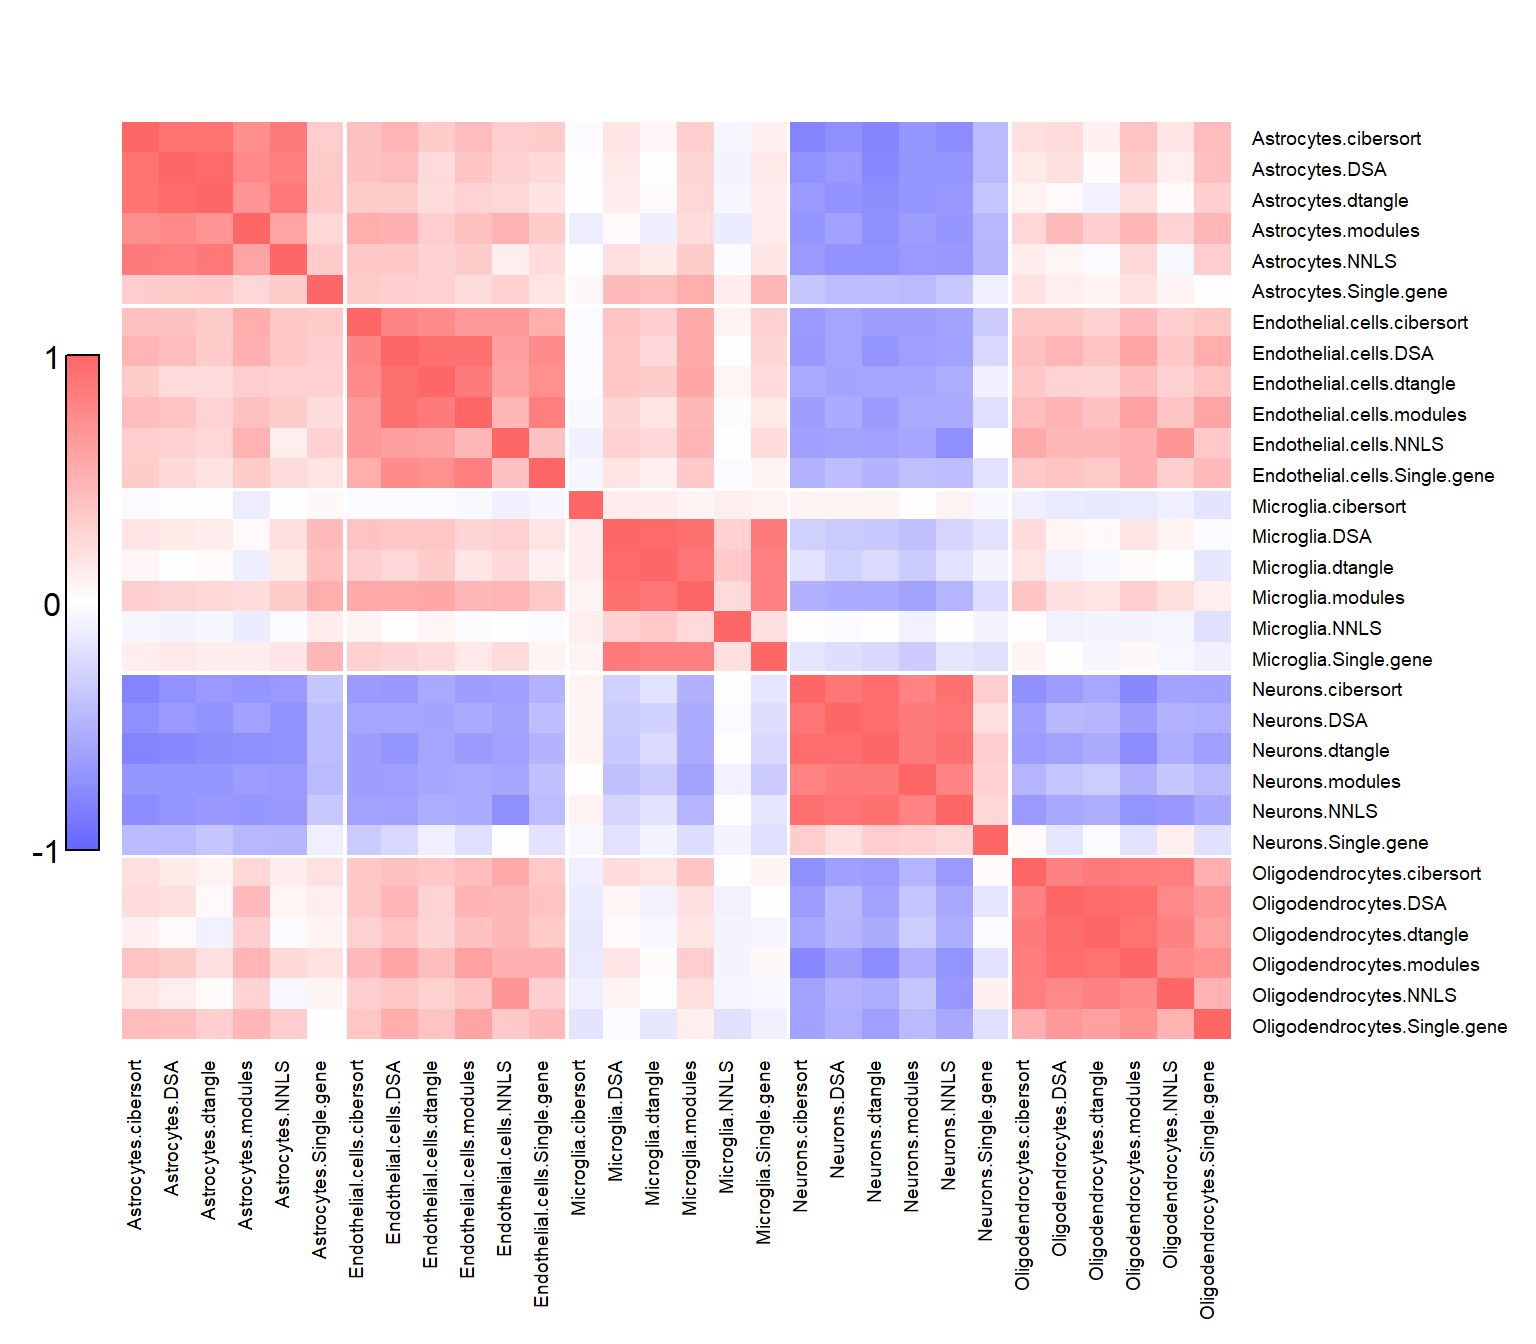 1
0
-1
Astrocytes.cibersort
Astrocytes.DSA
Astrocytes.dtangle
Astrocytes.modules
Astrocytes.NNLS
Astrocytes.Single.gene
Endothelial.cells.cibersort
Endothelial.cells.DSA
Endothelial.cells.dtangle
Endothelial.cells.modules
Endothelial.cells.NNLS
Endothelial.cells.Single.gene
Microglia.cibersort
Microglia.DSA
Microglia.dtangle
Microglia.modules
Microglia.NNLS
Microglia.Single.gene
Neurons.cibersort
Neurons.DSA
Neurons.dtangle
Neurons.modules
Neurons.NNLS
Neurons.Single.gene
Oligodendrocytes.cibersort
Oligodendrocytes.DSA
Oligodendrocytes.dtangle
Oligodendrocytes.modules
Oligodendrocytes.NNLS
Oligodendrocytes.Single.gene
Astrocytes.cibersort
Astrocytes.DSA
Astrocytes.dtangle
Astrocytes.modules
Astrocytes.NNLS
Astrocytes.Single.gene
Endothelial.cells.cibersort
Endothelial.cells.DSA
Endothelial.cells.dtangle
Endothelial.cells.modules
Endothelial.cells.NNLS
Endothelial.cells.Single.gene
Microglia.cibersort
Microglia.DSA
Microglia.dtangle
Microglia.modules
Microglia.NNLS
Microglia.Single.gene
Neurons.cibersort
Neurons.DSA
Neurons.dtangle
Neurons.modules
Neurons.NNLS
Neurons.Single.gene
Oligodendrocytes.cibersort
Oligodendrocytes.DSA
Oligodendrocytes.dtangle
Oligodendrocytes.modules
Oligodendrocytes.NNLS
Oligodendrocytes.Single.gene